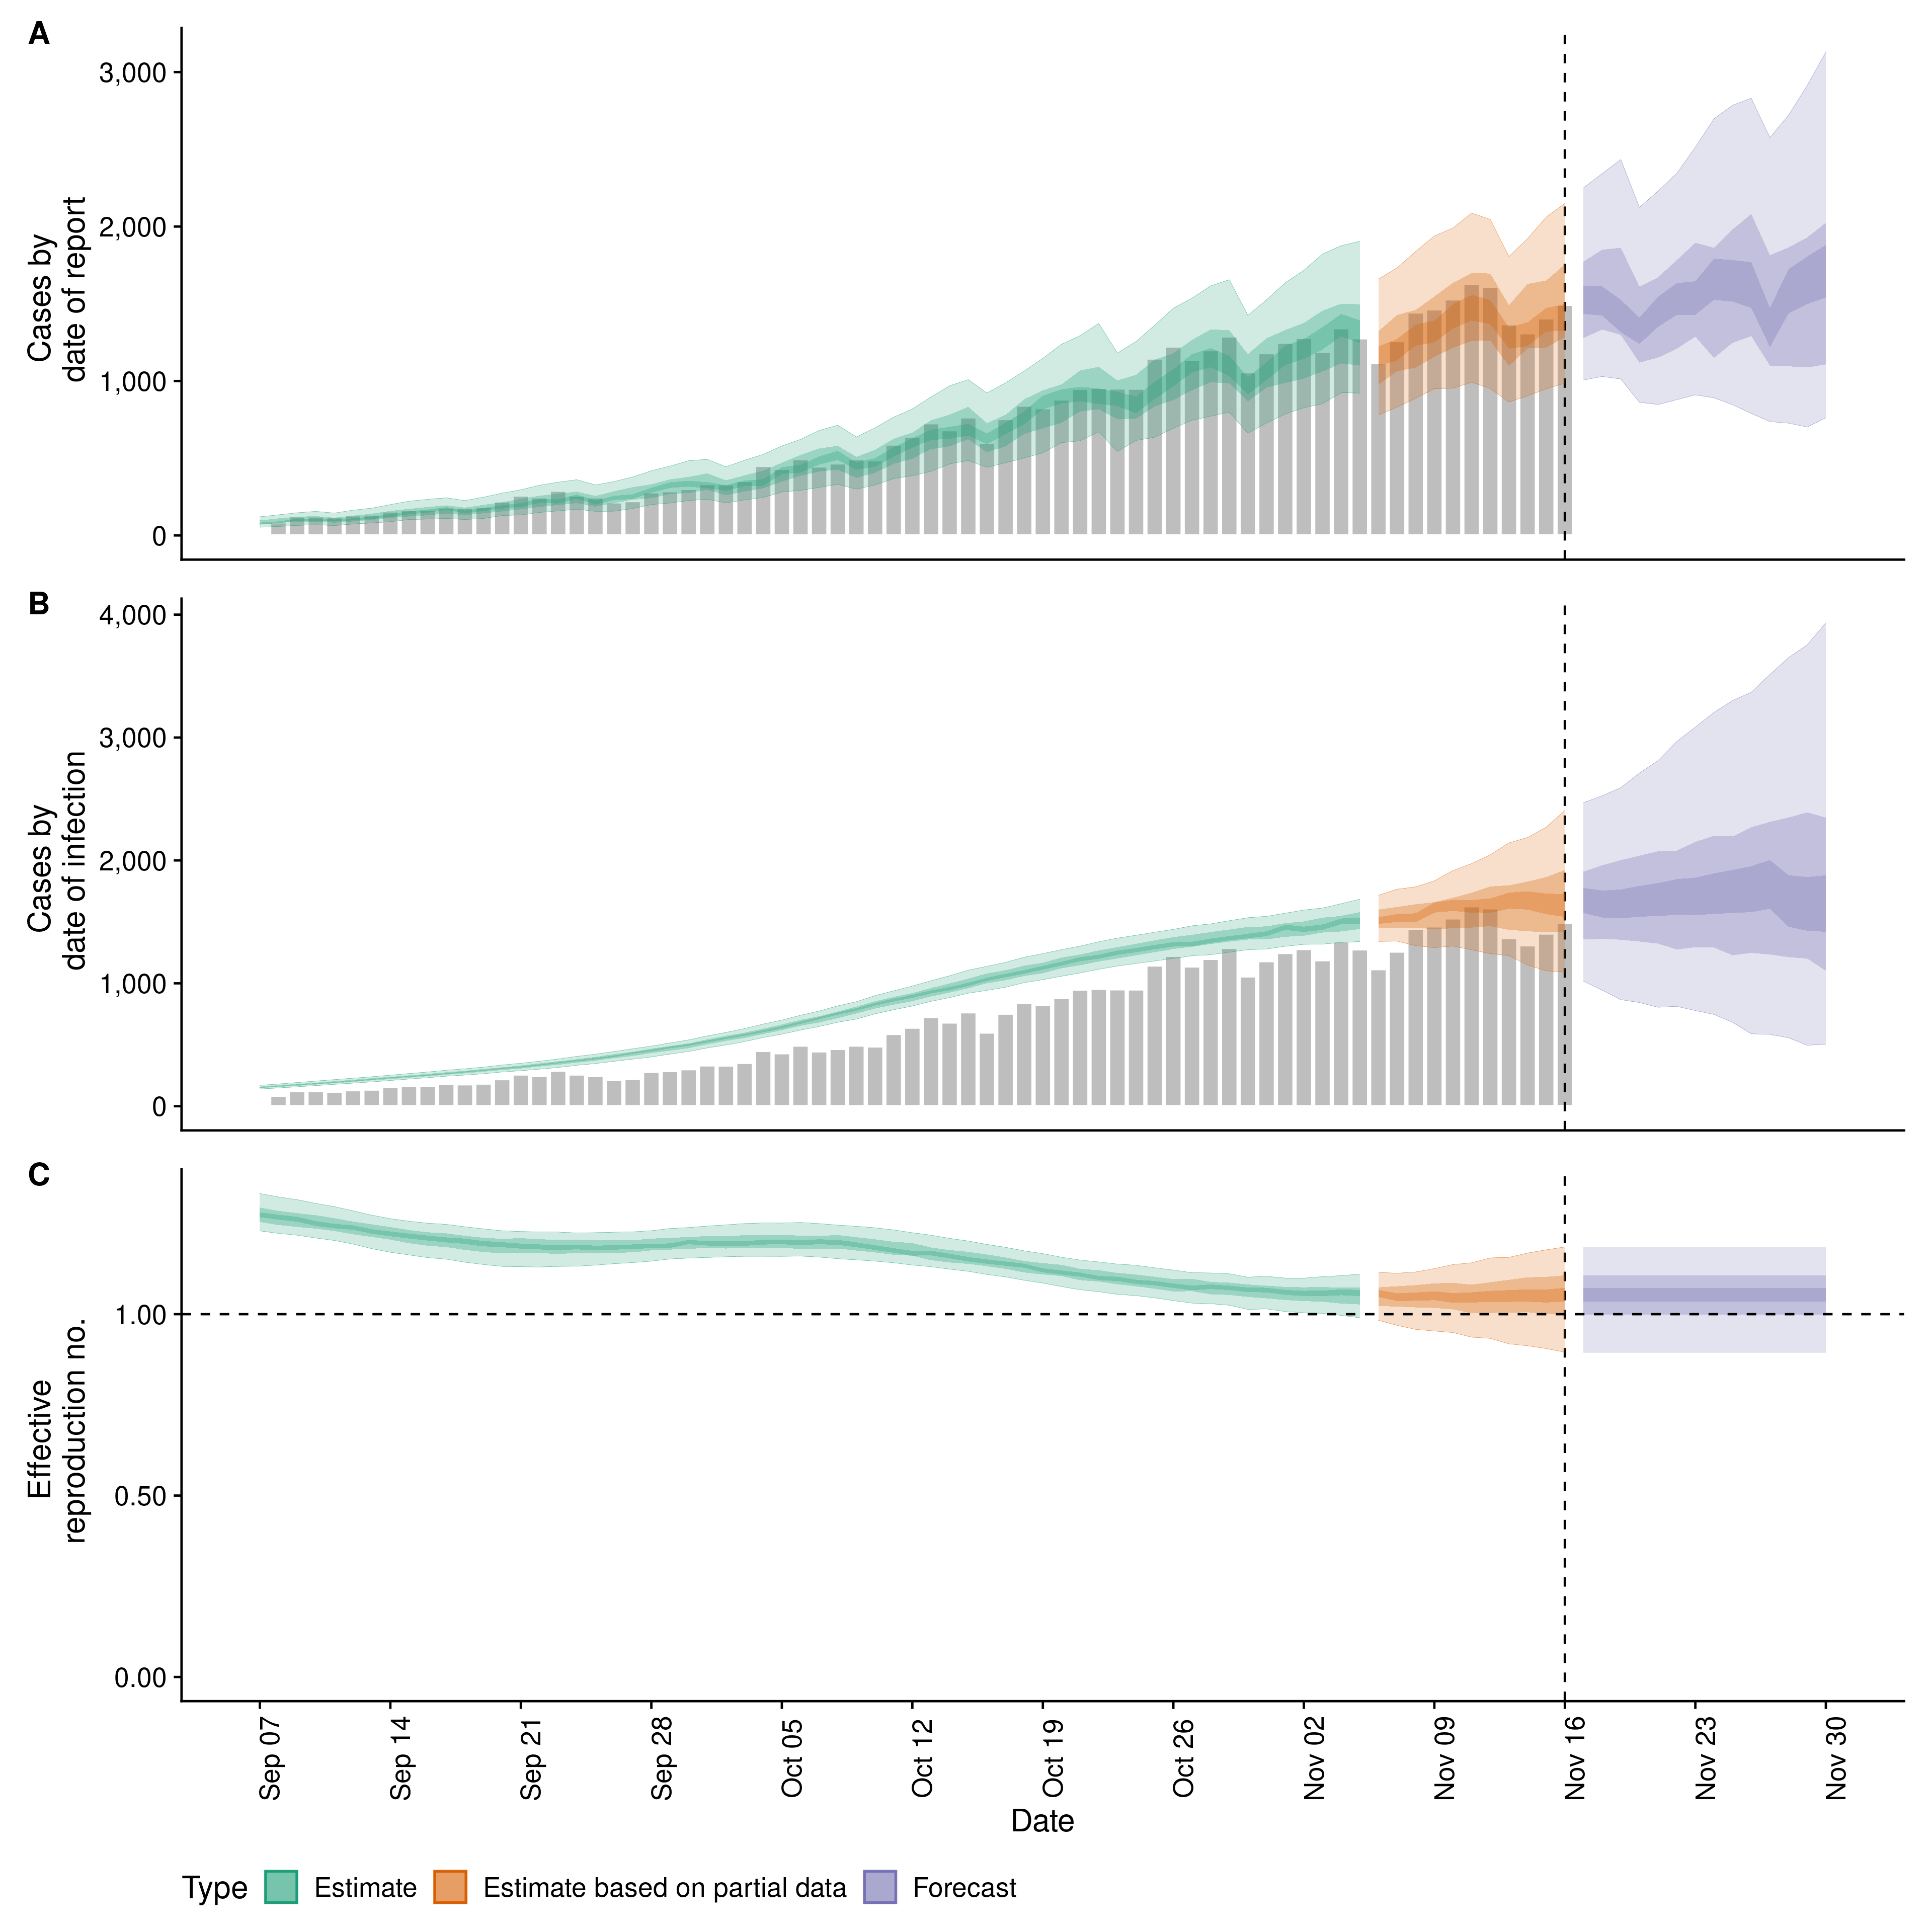 A
3,000
2,000
1,000
0
Cases by
date of report
B
4,000
3,000
2,000
1,000
0
Cases by
date of infection
C
1.00
0.50
0.00
Effective
reproduction no.
Sep 07
Sep 14
Sep 21
Sep 28
Oct 05
Oct 12
Oct 19
Oct 26
Nov 02
Nov 09
Nov 16
Nov 23
Nov 30
Date
Type
Estimate
Estimate based on partial data
Forecast